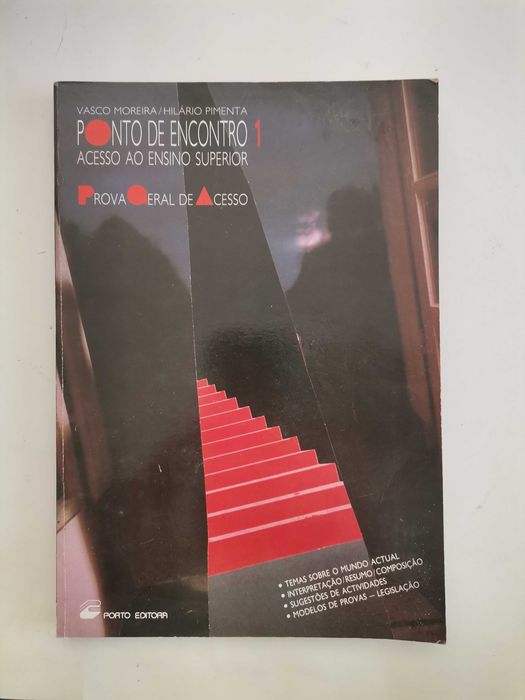 VASCO MOREIRA/HILÁRIO PIMENTA
PONTO DE ENCONTRO 1
ACESSO AO ENSINO SUPERIOR
PROVA GERAL DE ACESSO
• TEMAS SOBRE O MUNDO ACTUAL
• INTERPRETAÇÃO/RESUMO/COMPOSIÇÃO
• SUGESTÕES DE ACTIVIDADES
• MODELOS DE PROVAS — LEGISLAÇÃO
PORTO EDITORA